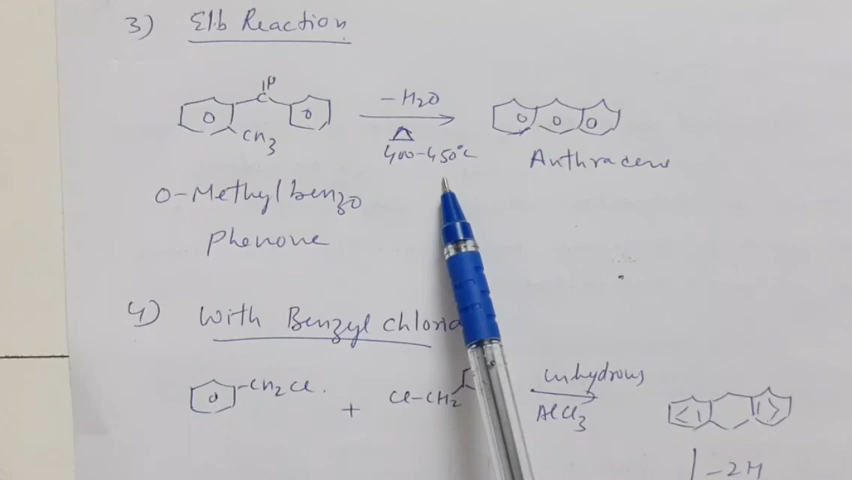 3) Elb Reaction
-H2O
CH3
400-450°C
Anthracene
O-Methylbenzo
phenone
4) With Benzyl chlorid
-CH2Cl
+
Cl-CH2
anhydrous
AlCl3
-2H